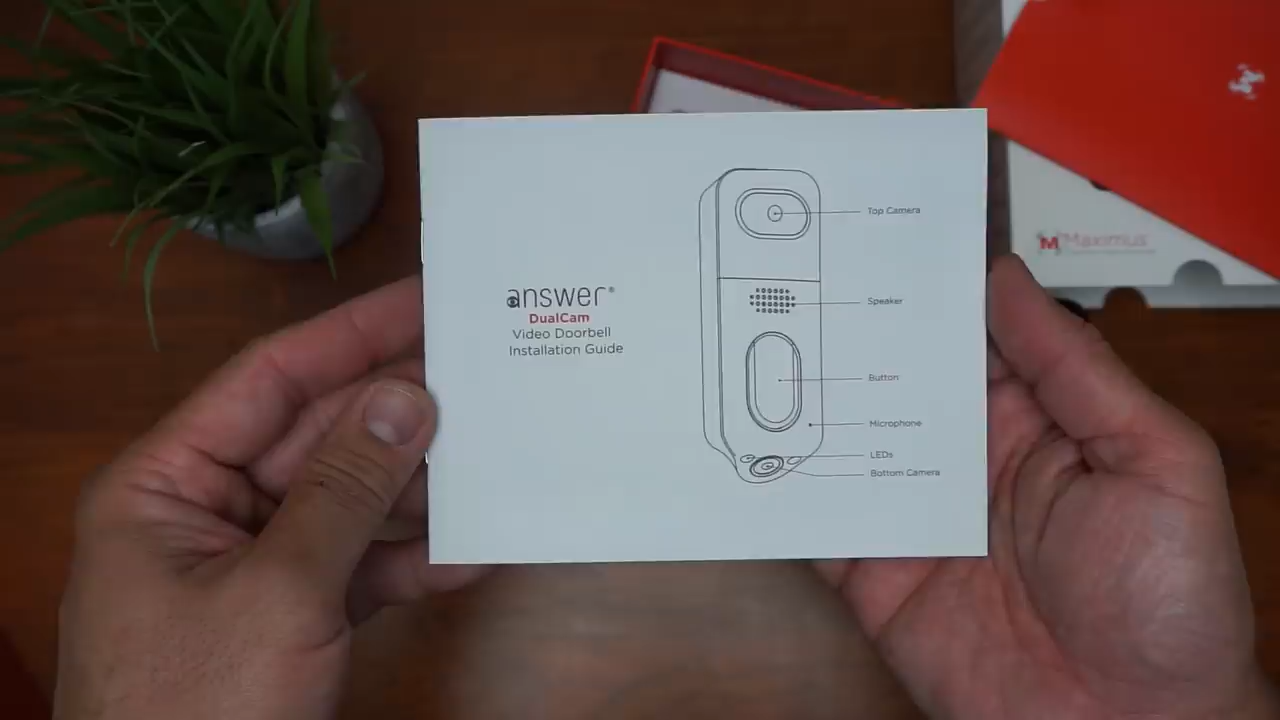 answer®
DualCam
Video Doorbell
Installation Guide
Top Camera
Speaker
Button
Microphone
LEDs
Bottom Camera
Maximus